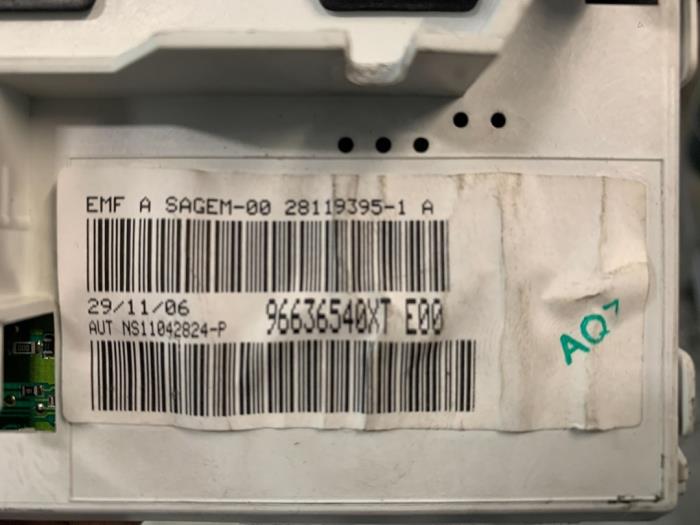 EMF A SAGEM-00 28119395-1 A
29/11/06
AUT NS11042824-P
96636540XT E00
AQ7